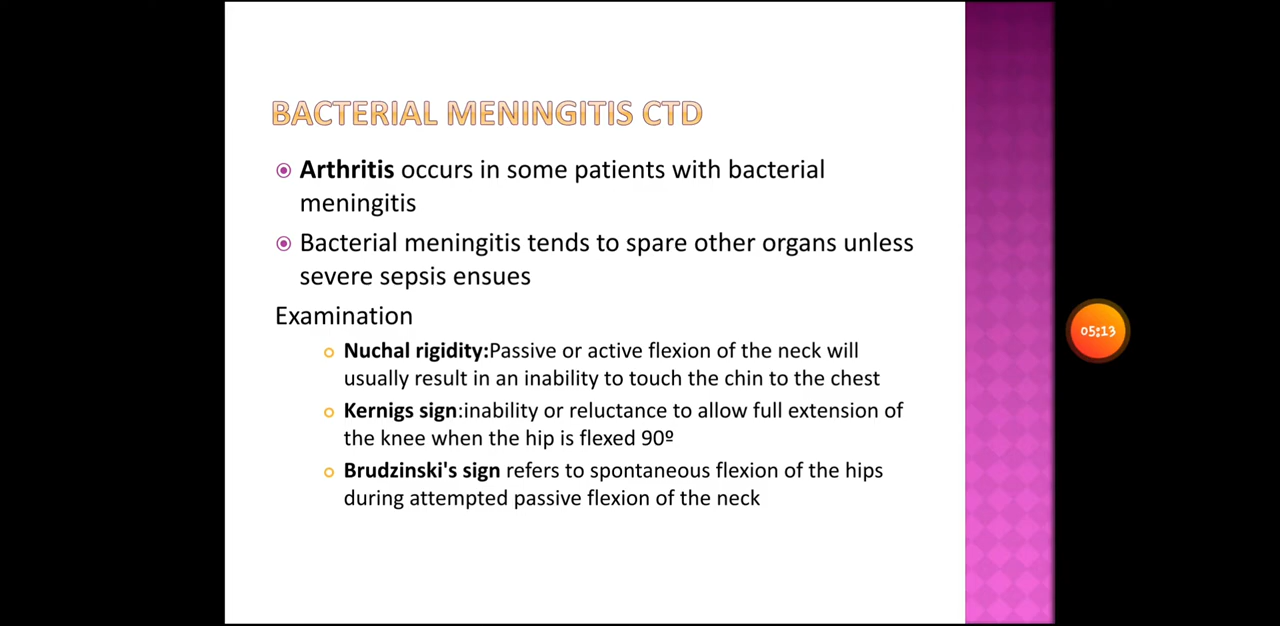 BACTERIAL MENINGITIS CTD
Arthritis occurs in some patients with bacterial
meningitis
Bacterial meningitis tends to spare other organs unless
severe sepsis ensues
Examination
Nuchal rigidity:Passive or active flexion of the neck will
usually result in an inability to touch the chin to the chest
Kernigs sign:inability or reluctance to allow full extension of
the knee when the hip is flexed 90º
Brudzinski's sign refers to spontaneous flexion of the hips
during attempted passive flexion of the neck
05:13